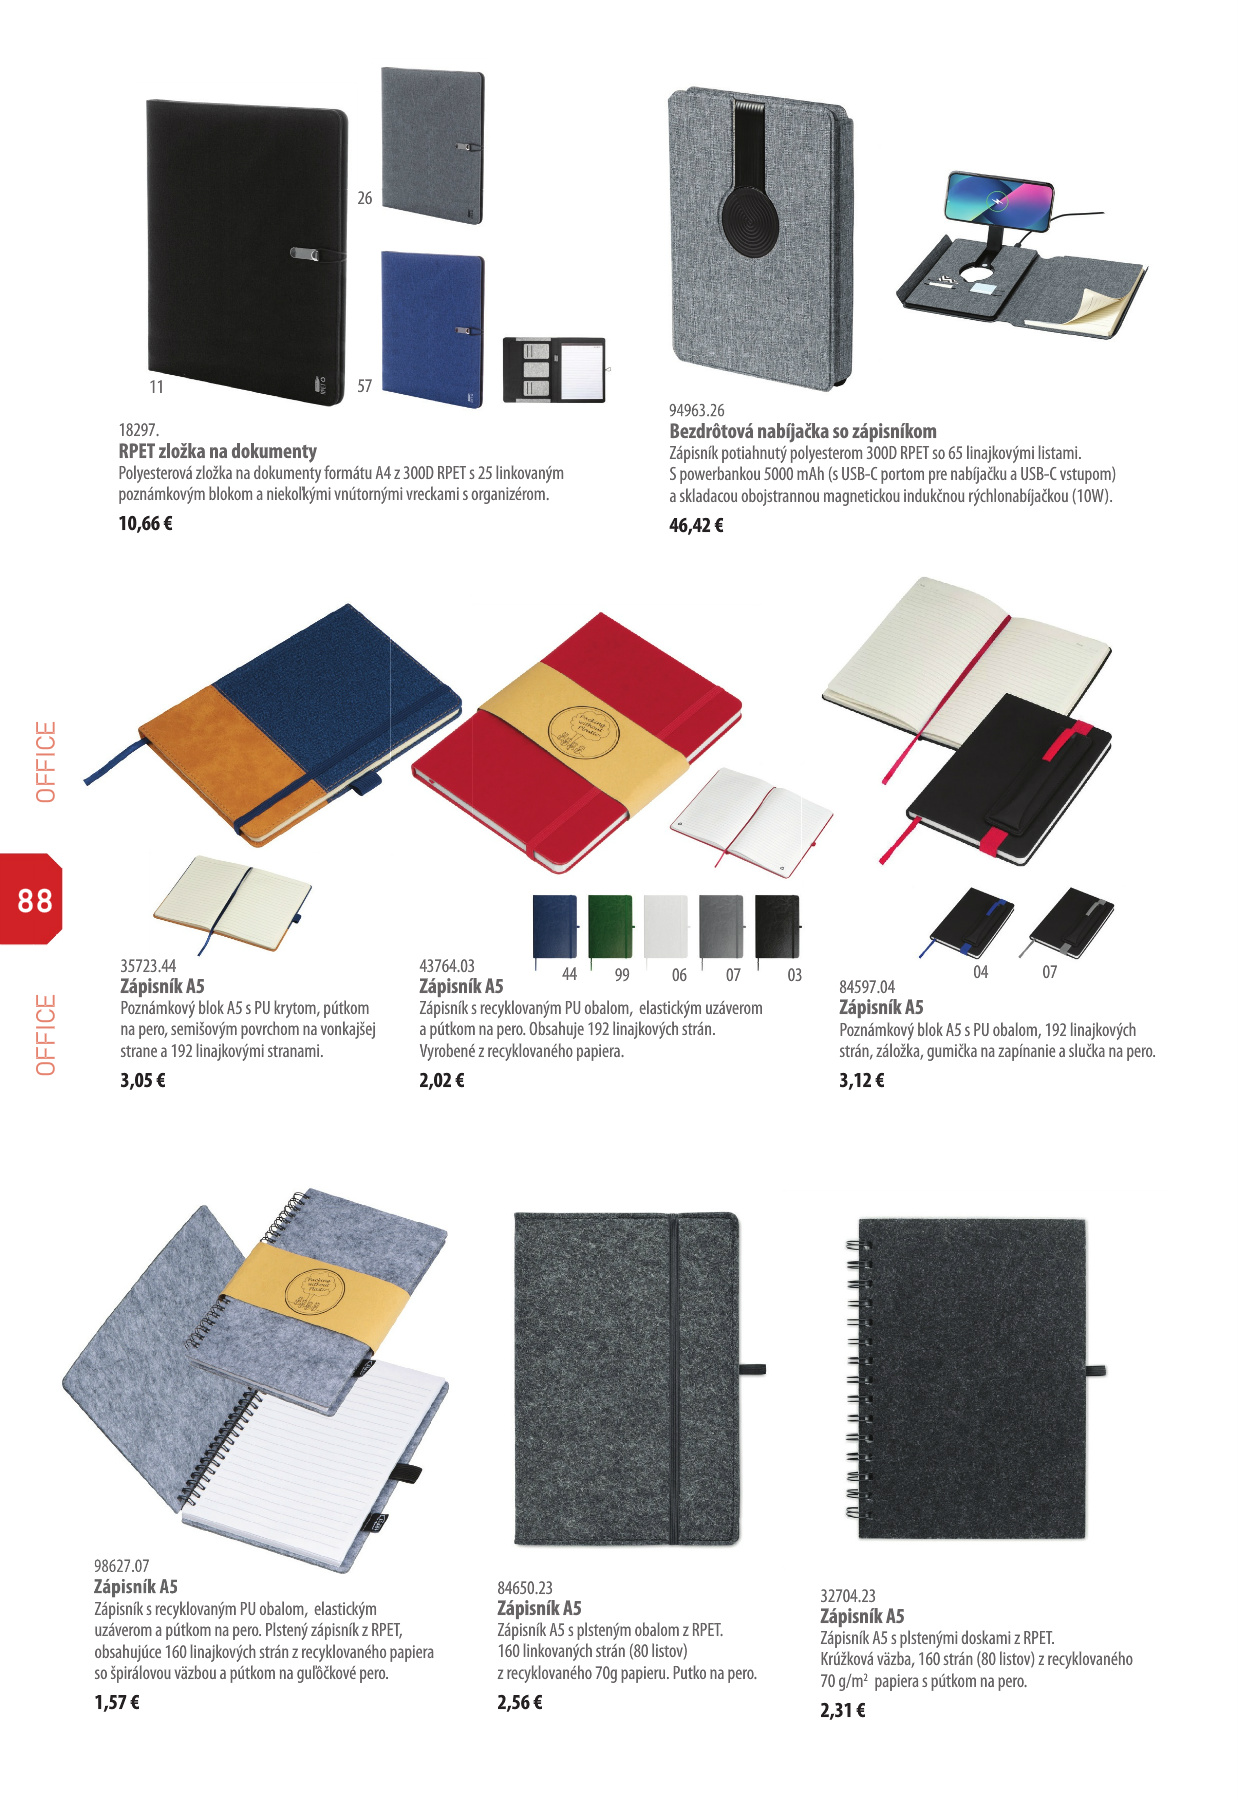 26
11
57
18297.
RPET zložka na dokumenty
Polyesterová zložka na dokumenty formátu A4 z 300D RPET s 25 linkovaným
poznámkovým blokom a niekoľkými vnútornými vreckami s organizérom.
10,66 €
94963.26
Bezdrôtová nabíjačka so zápisníkom
Zápisník potiahnutý polyesterom 300D RPET so 65 linajkovými listami.
S powerbankou 5000 mAh (s USB-C portom pre nabíjačku a USB-C vstupom)
a skladacou obojstrannou magnetickou indukčnou rýchlonabíjačkou (10W).
46,42 €
OFFICE
88
OFFICE
Packing
without
Plastic
35723.44
Zápisník A5
Poznámkový blok A5 s PU krytom, pútkom
na pero, semišovým povrchom na vonkajšej
strane a 192 linajkovými stranami.
3,05 €
44
99
06
07
03
43764.03
Zápisník A5
Zápisník s recyklovaným PU obalom, elastickým uzáverom
a pútkom na pero. Obsahuje 192 linajkových strán.
Vyrobené z recyklovaného papiera.
2,02 €
04
07
84597.04
Zápisník A5
Poznámkový blok A5 s PU obalom, 192 linajkových
strán, záložka, gumička na zapínanie a slučka na pero.
3,12 €
Packing
without
Plastic
98627.07
Zápisník A5
Zápisník s recyklovaným PU obalom, elastickým
uzáverom a pútkom na pero. Plstený zápisník z RPET,
obsahujúce 160 linajkových strán z recyklovaného papiera
so špirálovou väzbou a pútkom na guľôčkové pero.
1,57 €
84650.23
Zápisník A5
Zápisník A5 s plsteným obalom z RPET.
160 linkovaných strán (80 listov)
z recyklovaného 70g papieru. Putko na pero.
2,56 €
32704.23
Zápisník A5
Zápisník A5 s plstenými doskami z RPET.
Krúžková väzba, 160 strán (80 listov) z recyklovaného
70 g/m² papiera s pútkom na pero.
2,31 €